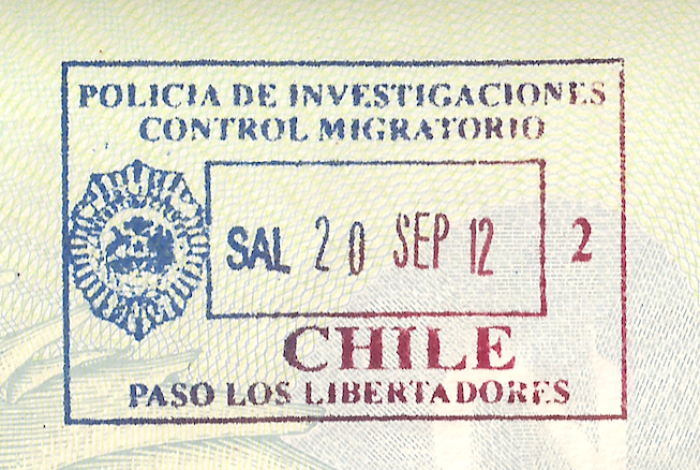 POLICIA DE INVESTIGACIONES
CONTROL MIGRATORIO
SAL 20 SEP 12 2
CHILE
PASO LOS LIBERTADORES